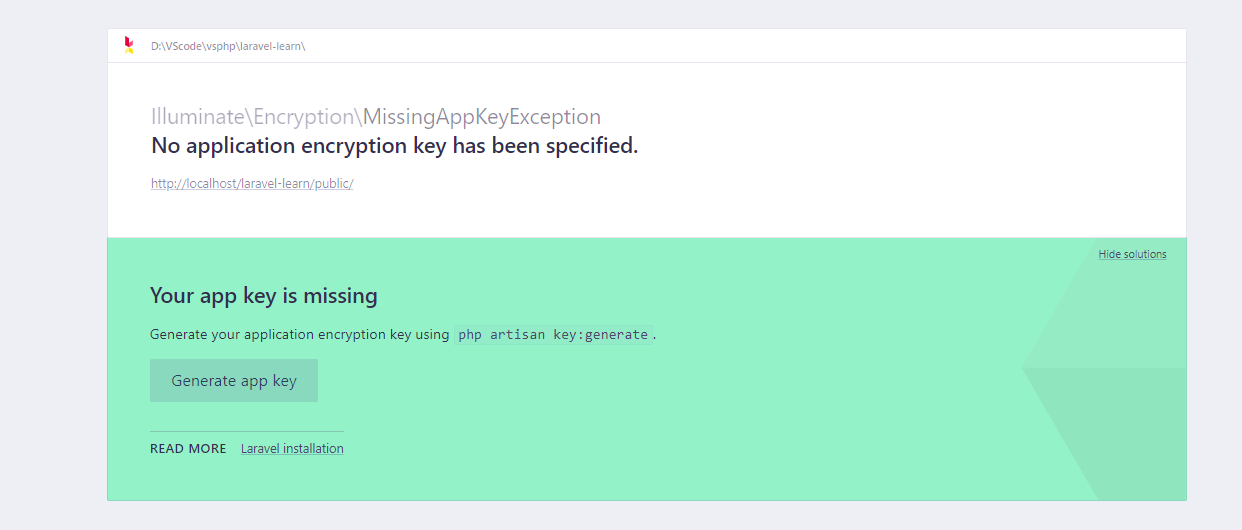 D:\VScode\vsphp\laravel-learn\
Illuminate\Encryption\MissingAppKeyException
No application encryption key has been specified.
http://localhost/laravel-learn/public/
Hide solutions
Your app key is missing
Generate your application encryption key using php artisan key:generate.
Generate app key
READ MORE Laravel installation